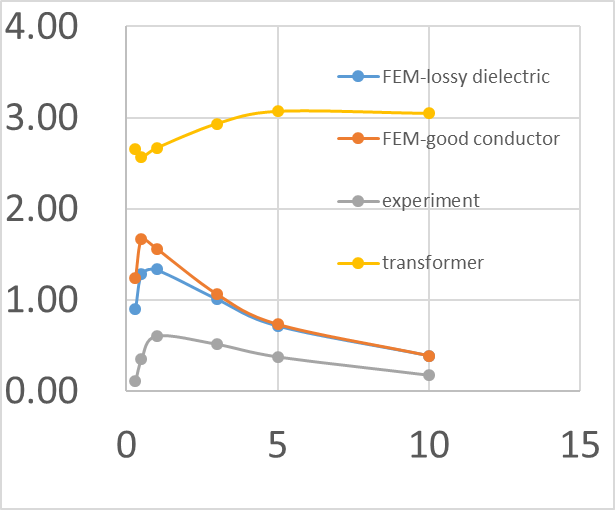 4.00
FEM-lossy dielectric
3.00
FEM-good conductor
2.00
experiment
transformer
1.00
0.00
0 5 10 15